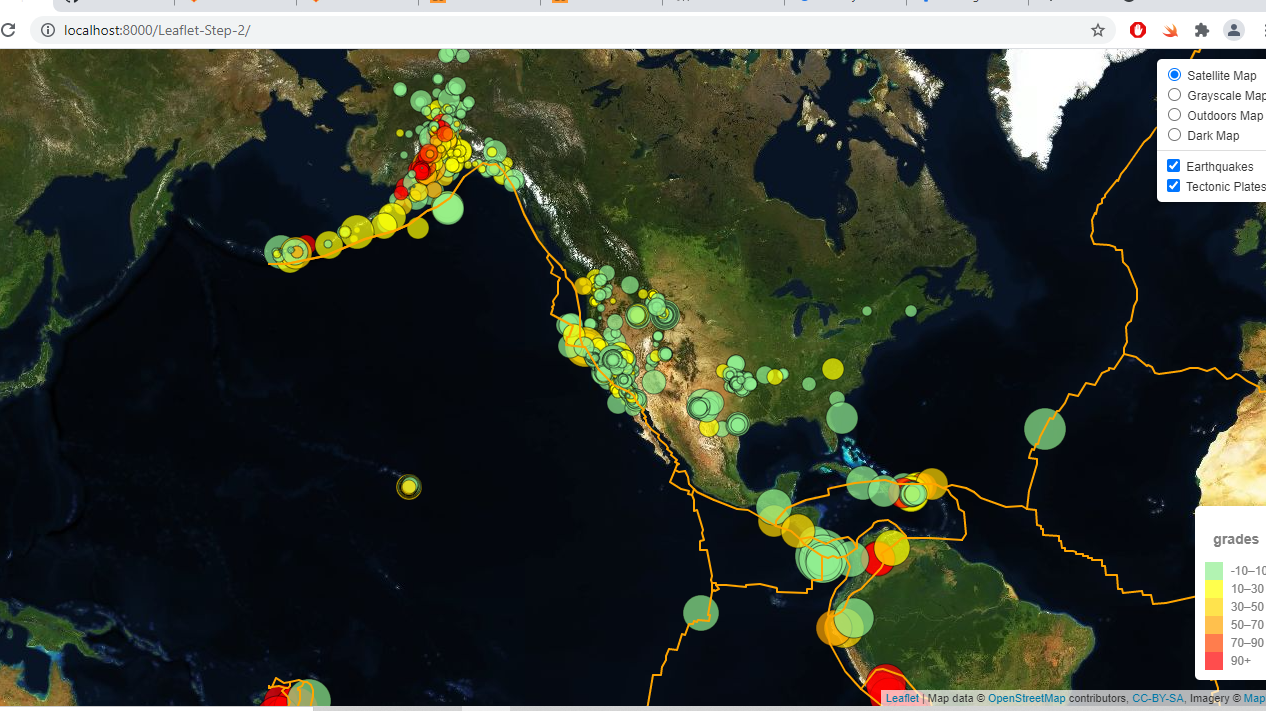 localhost:8000/Leaflet-Step-2/
Satellite Map
Grayscale Map
Outdoors Map
Dark Map
Earthquakes
Tectonic Plates
grades
-10–10
10–30
30–50
50–70
70–90
90+
Leaflet | Map data © OpenStreetMap contributors, CC-BY-SA, Imagery © Map